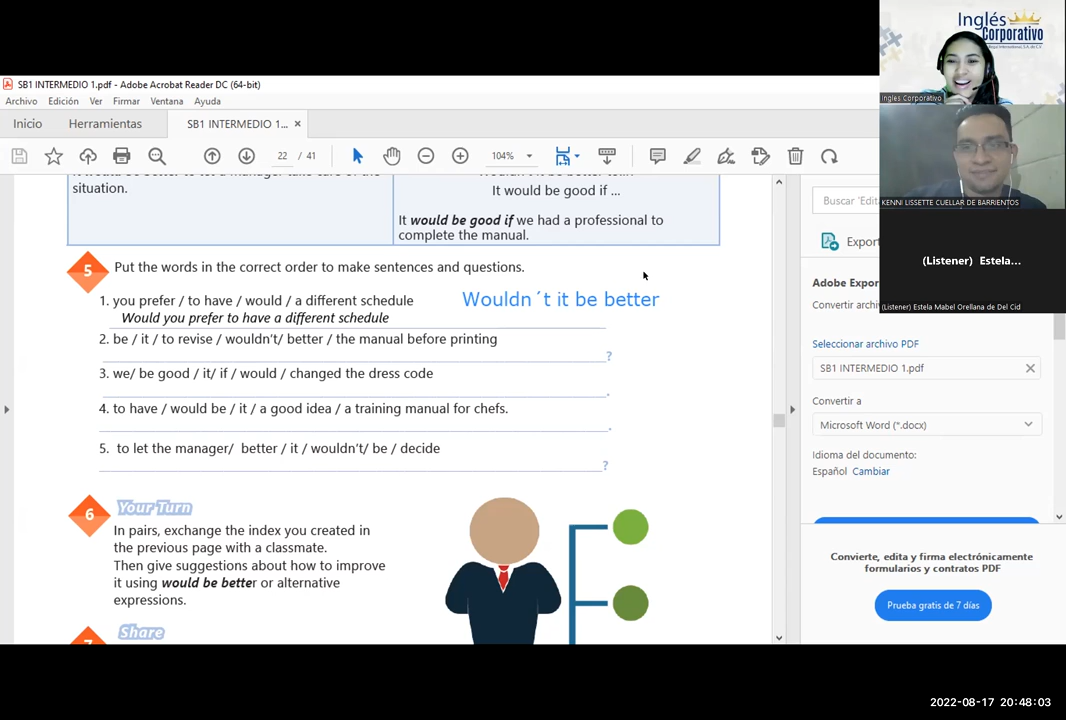 SB1 INTERMEDIO 1.pdf - Adobe Acrobat Reader DC (64-bit)
Archivo Edición Ver Firmar Ventana Ayuda
Inicio Herramientas SB1 INTERMEDIO 1... ×
22 / 41 104%
situation.
It would be good if ...
It would be good if we had a professional to
complete the manual.
5 Put the words in the correct order to make sentences and questions.
1. you prefer / to have / would / a different schedule
Wouldn´t it be better
Would you prefer to have a different schedule
2. be / it / to revise / wouldn't/ better / the manual before printing
?
3. we/ be good / it/ if / would / changed the dress code
.
4. to have / would be / it / a good idea / a training manual for chefs.
.
5. to let the manager/ better / it / wouldn't/ be / decide
?
6 Your Turn
In pairs, exchange the index you created in
the previous page with a classmate.
Then give suggestions about how to improve
it using would be better or alternative
expressions.
Share
Inglés
Corporativo
Ingles Corporativo
KENNI LISSETTE CUELLAR DE BARRIENTOS
(Listener) Estela...
(Listener) Estela Mabel Orellana de Del Cid
Buscar 'Edit
Export
Adobe Expor
Convertir archiv
Seleccionar archivo PDF
SB1 INTERMEDIO 1.pdf
Convertir a
Microsoft Word (*.docx)
Idioma del documento:
Español Cambiar
Convierte, edita y firma electrónicamente
formularios y contratos PDF
Prueba gratis de 7 días
2022-08-17 20:48:03